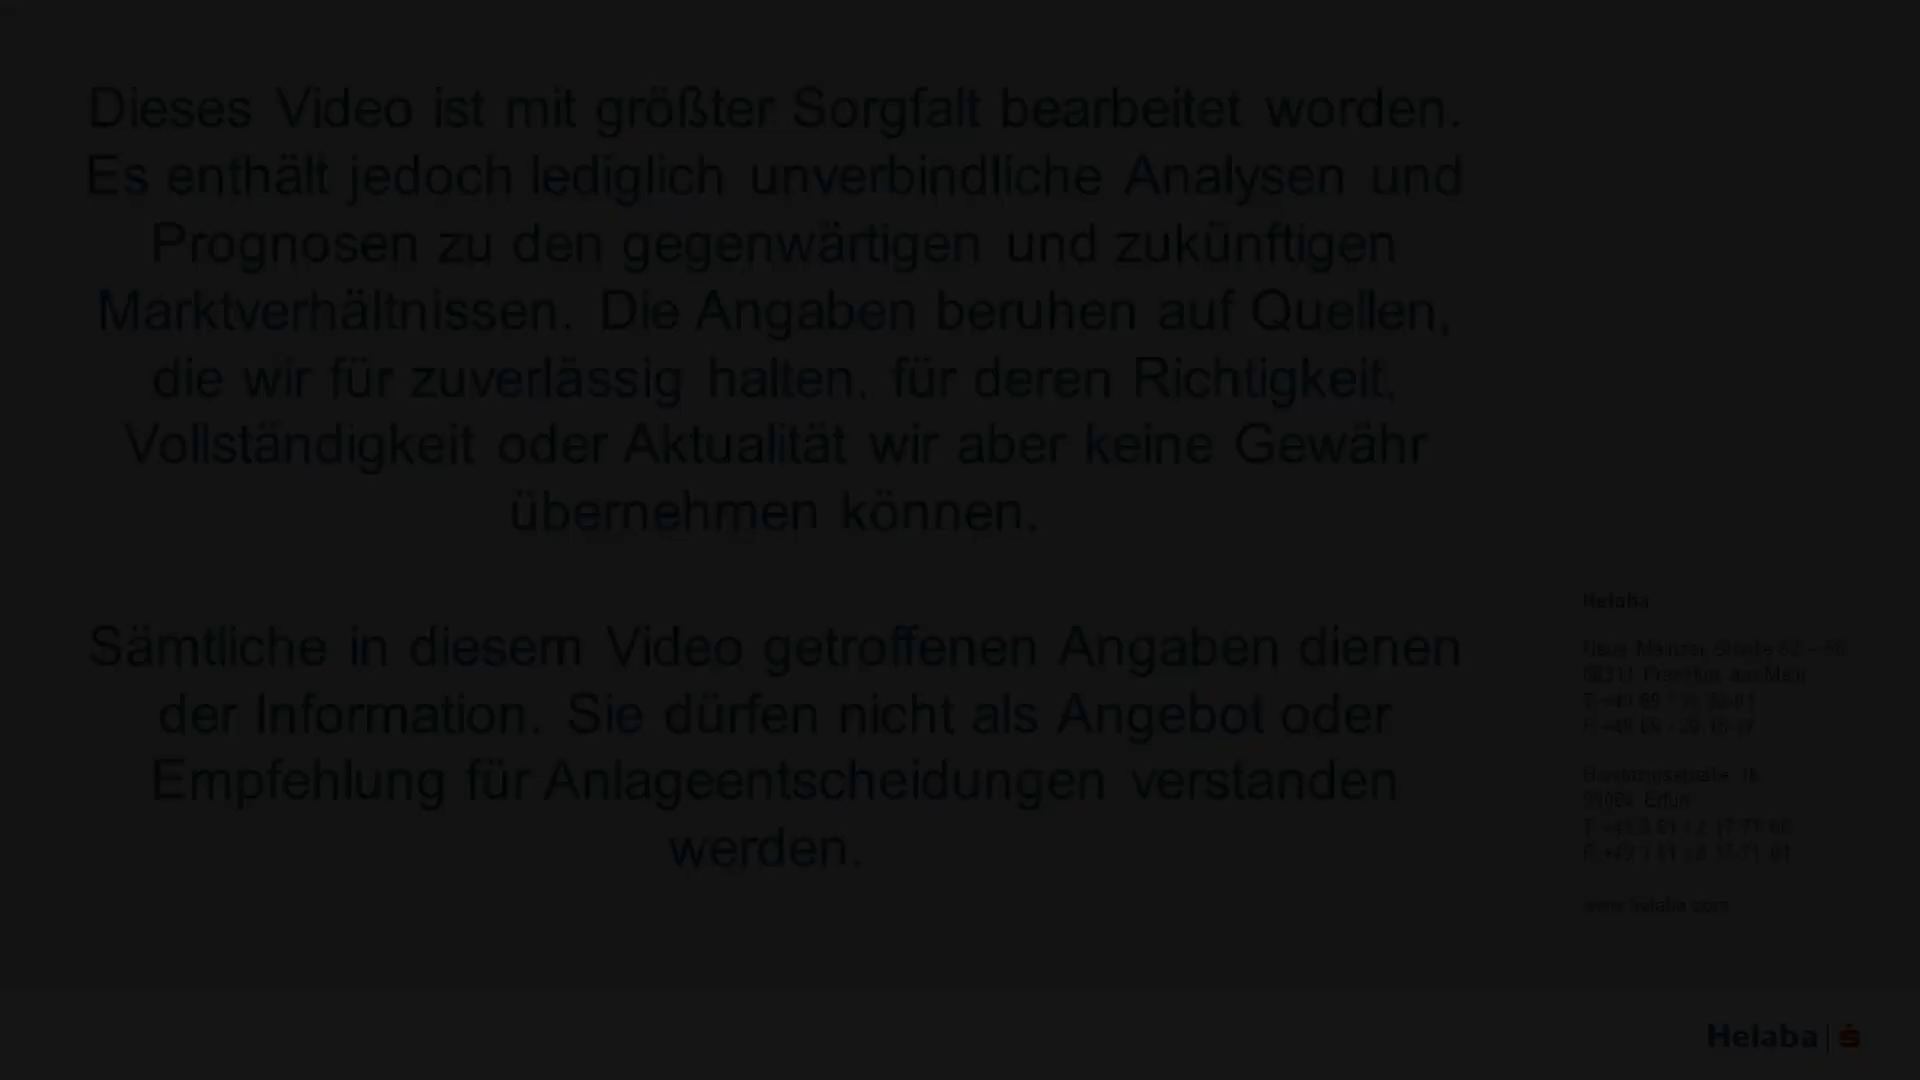 Dieses Video ist mit größter Sorgfalt bearbeitet worden.
Es enthält jedoch lediglich unverbindliche Analysen und
Prognosen zu den gegenwärtigen und zukünftigen
Marktverhältnissen. Die Angaben beruhen auf Quellen,
die wir für zuverlässig halten, für deren Richtigkeit,
Vollständigkeit oder Aktualität wir aber keine Gewähr
übernehmen können.
Sämtliche in diesem Video getroffenen Angaben dienen
der Information. Sie dürfen nicht als Angebot oder
Empfehlung für Anlageentscheidungen verstanden
werden.
Helaba
www.helaba.com
Helaba